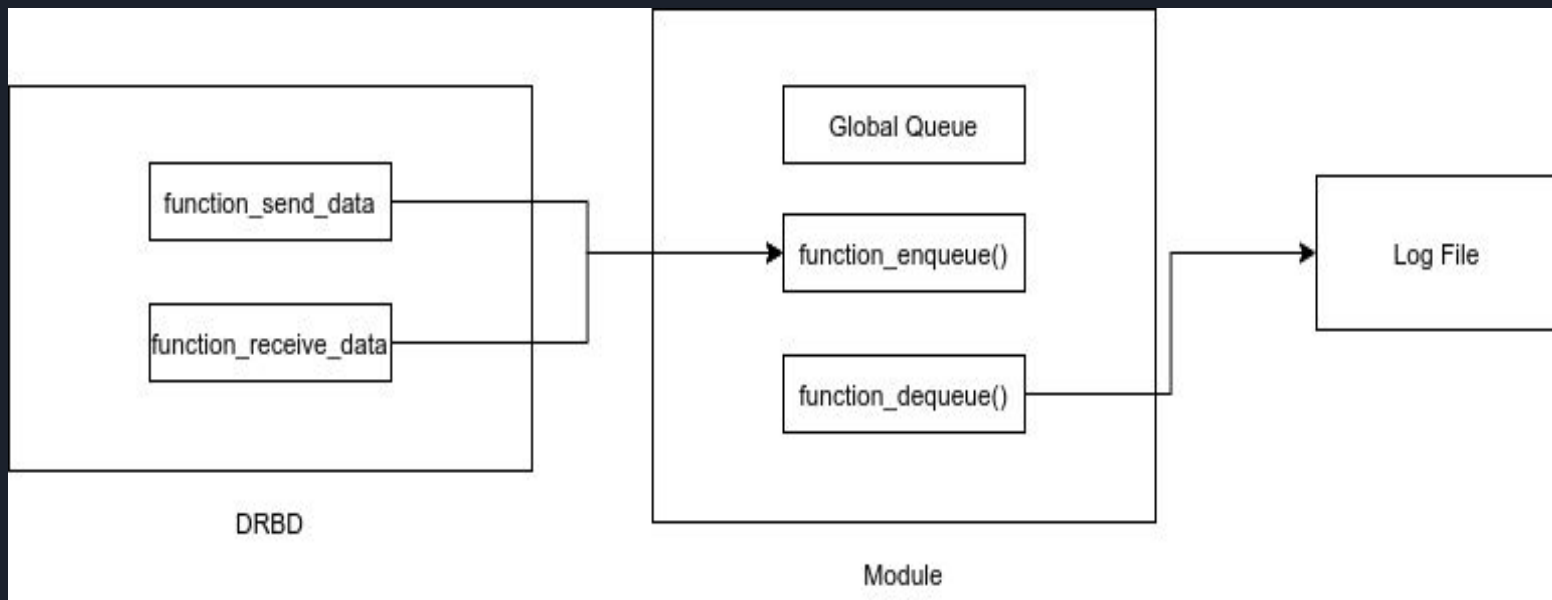 function_send_data
function_receive_data
DRBD
Global Queue
function_enqueue()
function_dequeue()
Module
Log File